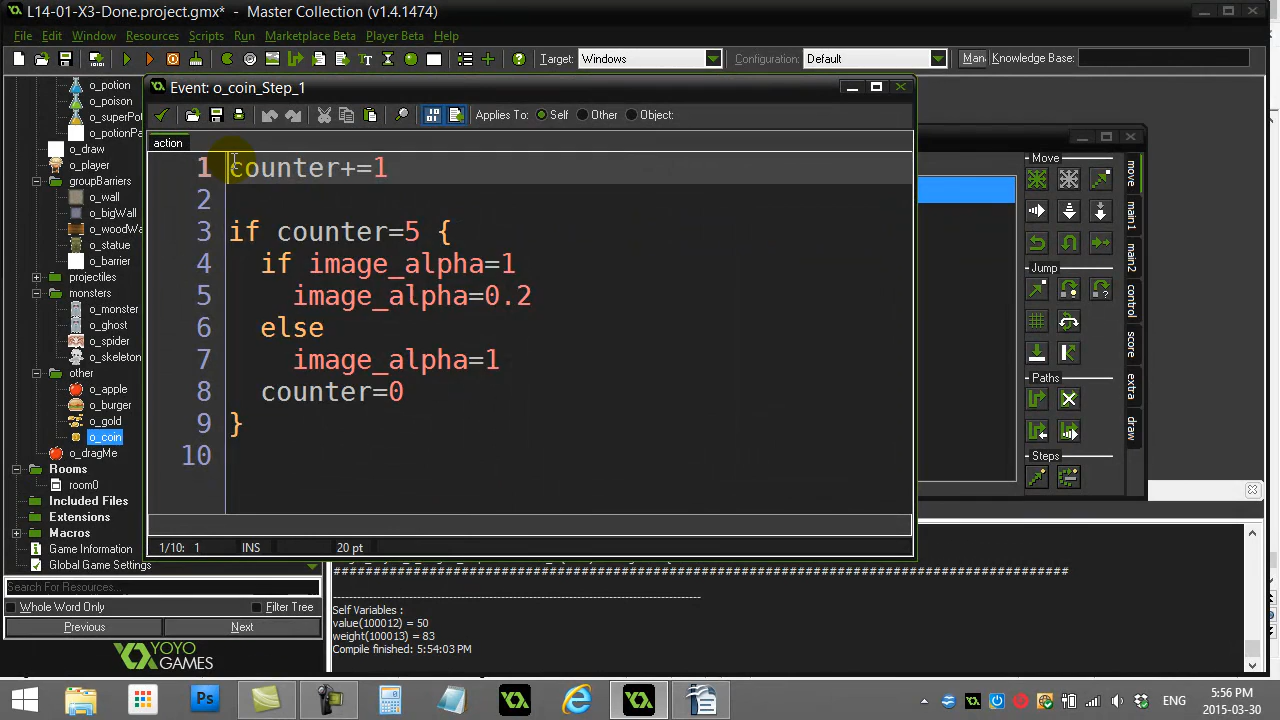 L14-01-X3-Done.project.gmx* - Master Collection (v1.4.1474)
File Edit Window Resources Scripts Run Marketplace Beta Player Beta Help
Target: Windows Configuration: Default Man Knowledge Base:
o_potion
o_poison
o_superPo
o_potionPa
o_draw
o_player
groupBarriers
o_wall
o_bigWall
o_woodWa
o_statue
o_barrier
projectiles
monsters
o_monster
o_ghost
o_spider
o_skeleton
other
o_apple
o_burger
o_gold
o_coin
o_dragMe
Rooms
room0
Included Files
Extensions
Macros
Game Information
Global Game Settings
Search For Resources
Whole Word Only Filter Tree
Previous Next
YOYO
GAMES
Event: o_coin_Step_1
Applies To: Self Other Object:
action
1 counter+=1
2
3 if counter=5 {
4 if image_alpha=1
5 image_alpha=0.2
6 else
7 image_alpha=1
8 counter=0
9 }
10
1/10: 1 INS 20 pt
Move
Jump
Paths
Steps
move
main1
main2
control
score
extra
draw
Self Variables :
value(100012) = 50
weight(100013) = 83
Compile finished: 5:54:03 PM
Ps
ENG
5:56 PM
2015-03-30